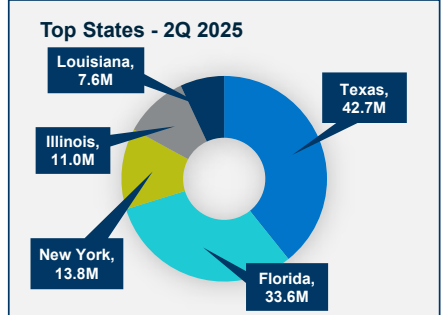 Top States - 2Q 2025
Louisiana,
7.6M
Texas,
42.7M
Illinois,
11.0M
New York,
13.8M
Florida,
33.6M